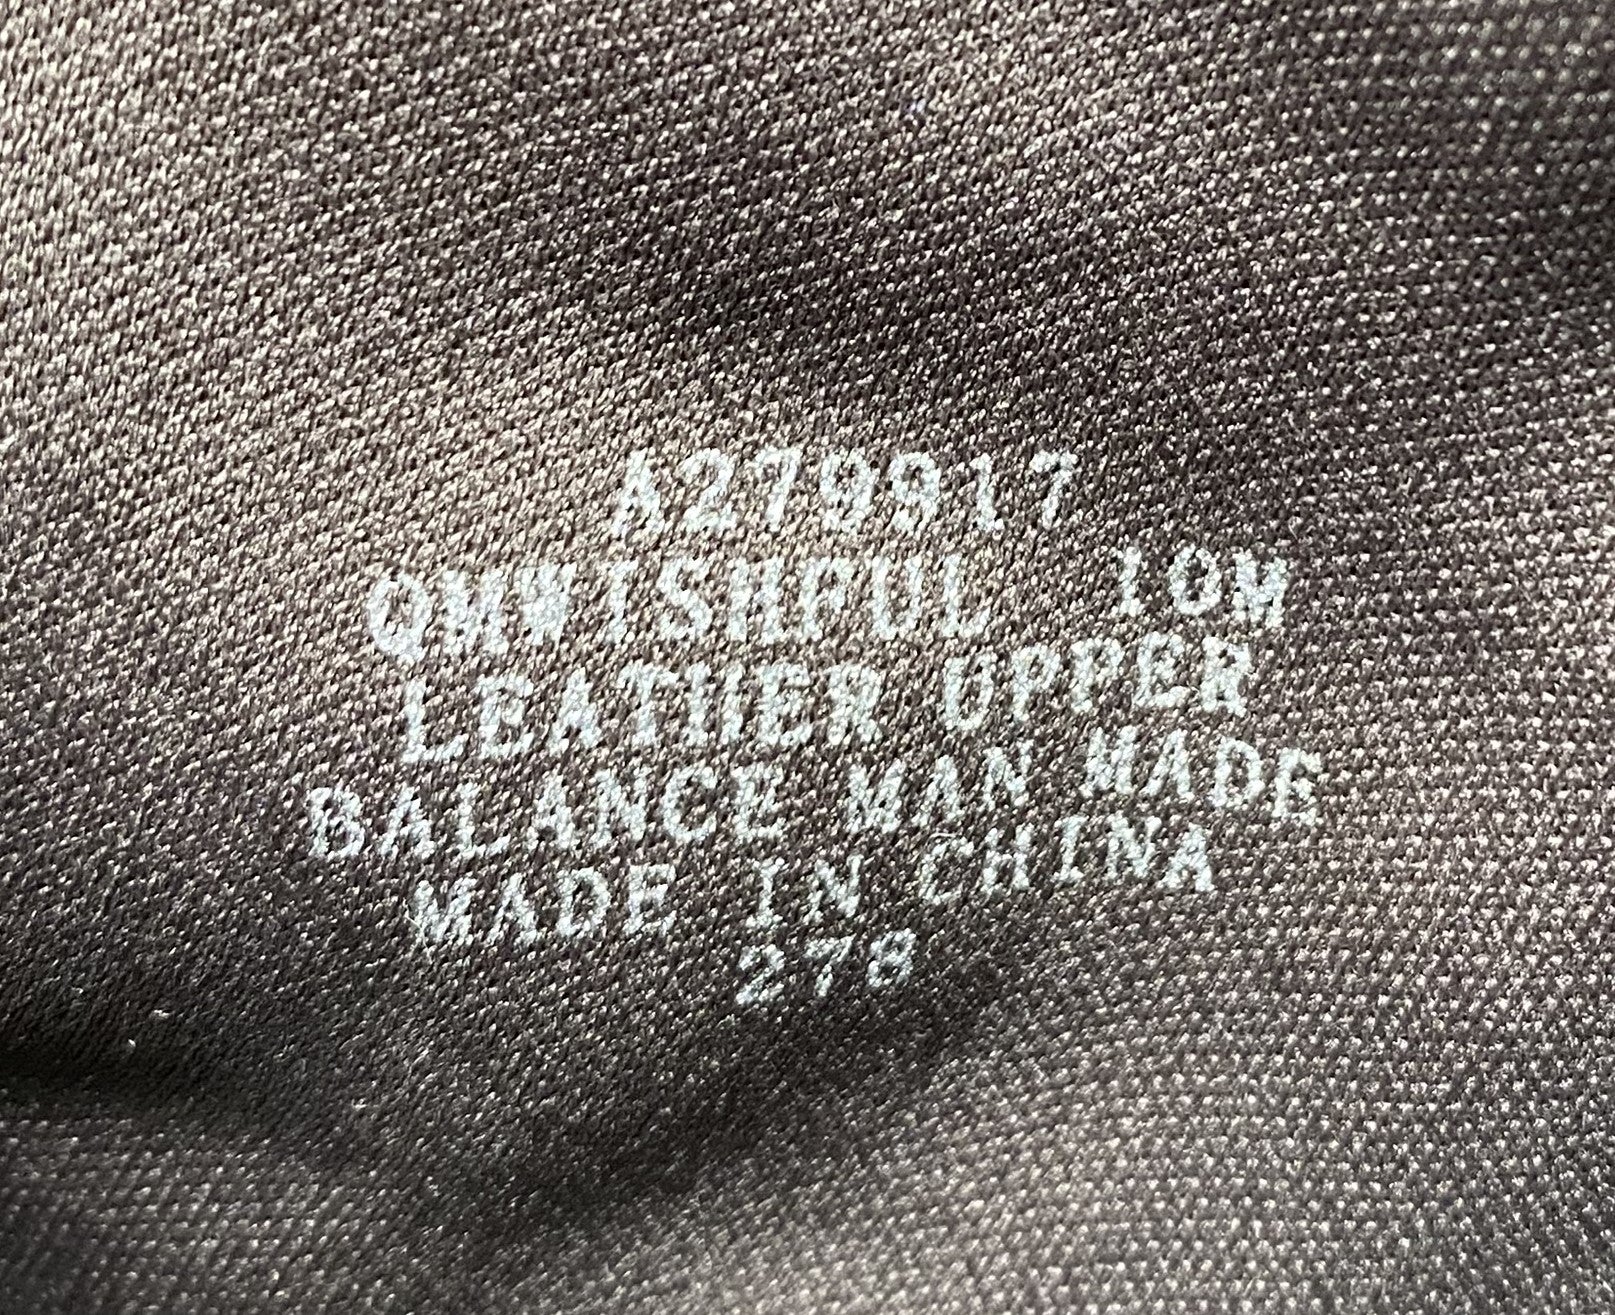 A279917
QMWISHFUL 10M
LEATHER UPPER
BALANCE MAN MADE
MADE IN CHINA
278